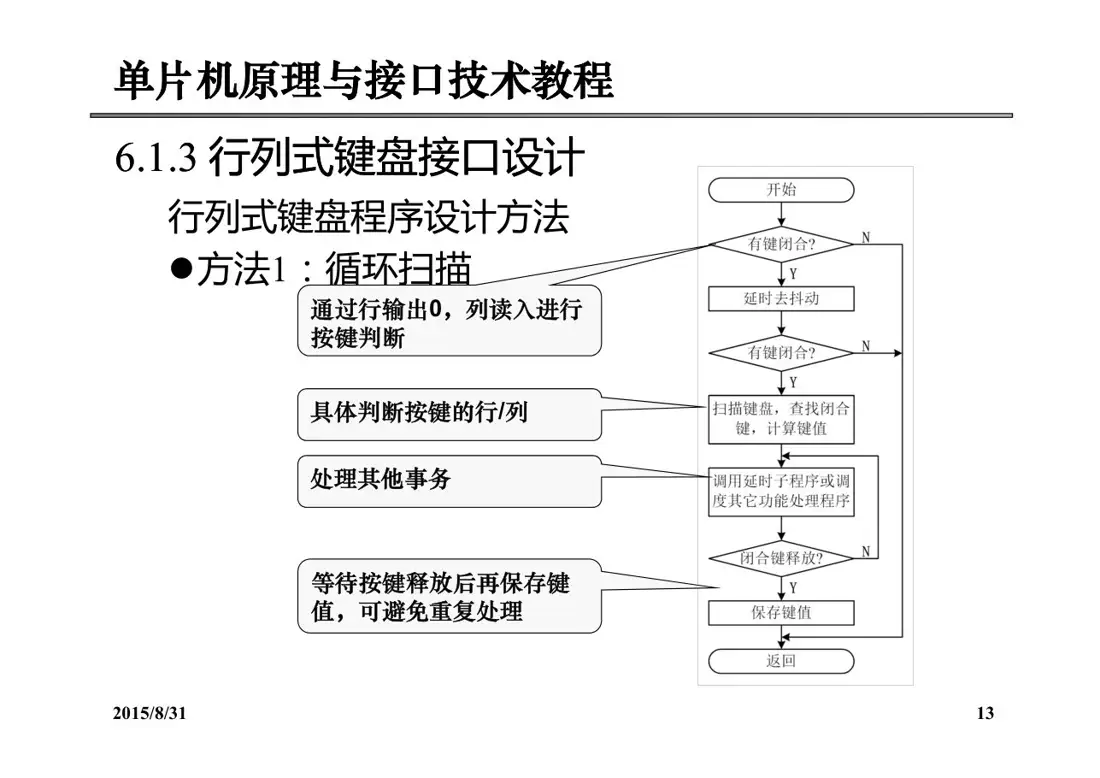 单片机原理与接口技术教程
6.1.3 行列式键盘接口设计
行列式键盘程序设计方法
●方法1：循环扫描
通过行输出0，列读入进行
按键判断
具体判断按键的行/列
处理其他事务
等待按键释放后再保存键
值，可避免重复处理
开始
有键闭合?
N
Y
延时去抖动
有键闭合?
N
Y
扫描键盘，查找闭合
键，计算键值
调用延时子程序或调
度其它功能处理程序
闭合键释放?
N
Y
保存键值
返回
2015/8/31
13